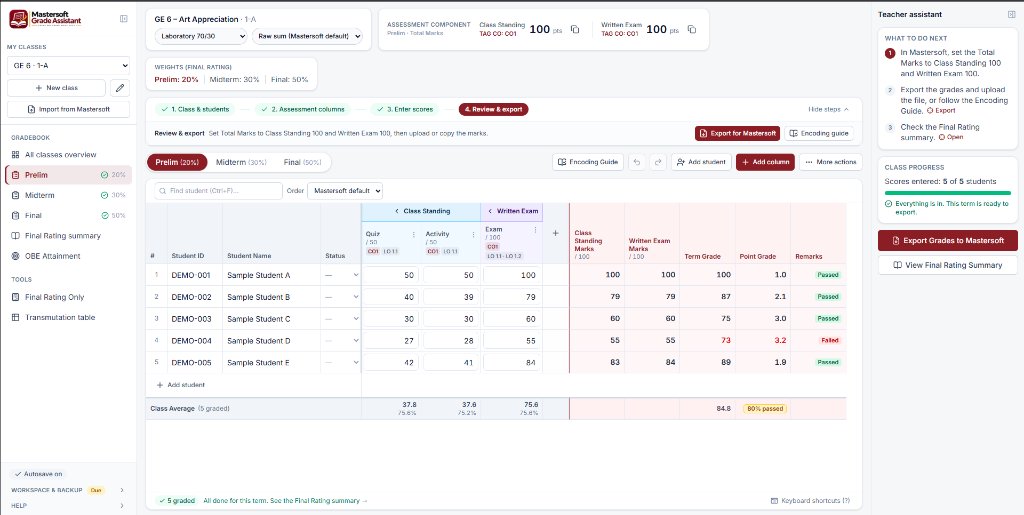 Mastersoft
Grade Assistant
MY CLASSES
GE 6 · 1-A
+ New class
Import from Mastersoft
GRADEBOOK
All classes overview
Prelim 20%
Midterm 30%
Final 50%
Final Rating summary
OBE Attainment
TOOLS
Final Rating Only
Transmutation table
Autosave on
WORKSPACE & BACKUP Due
HELP
GE 6 – Art Appreciation · 1-A
Laboratory 70/30
Raw sum (Mastersoft default)
ASSESSMENT COMPONENT
Prelim · Total Marks
Class Standing
TAG CO: CO1
100 pts
Written Exam
TAG CO: CO1
100 pts
WEIGHTS (FINAL RATING)
Prelim: 20% Midterm: 30% Final: 50%
1. Class & students
2. Assessment columns
3. Enter scores
4. Review & export
Hide steps
Review & export Set Total Marks to Class Standing 100 and Written Exam 100, then upload or copy the marks.
Export for Mastersoft
Encoding guide
Prelim (20%)
Midterm (30%)
Final (50%)
Encoding Guide
Add student
+ Add column
More actions
Find student (Ctrl+F)...
Order
Mastersoft default
Class Standing
Written Exam
# Student ID Student Name Status
Quiz
/ 50
CO1 LO 1.1
Activity
/ 50
CO1 LO 1.1
Exam
/ 100
CO1
LO 1.1 · LO 1.2
+
Class Standing Marks
/ 100
Written Exam Marks
/ 100
Term Grade
Point Grade
Remarks
1 DEMO-001 Sample Student A — 50 50 100 100 100 100 1.0 Passed
2 DEMO-002 Sample Student B — 40 39 79 79 79 87 2.1 Passed
3 DEMO-003 Sample Student C — 30 30 60 60 60 75 3.0 Passed
4 DEMO-004 Sample Student D — 27 28 55 55 55 73 3.2 Failed
5 DEMO-005 Sample Student E — 42 41 84 83 84 89 1.9 Passed
+ Add student
Class Average (5 graded) 37.8 37.6 75.6 84.8 80% passed
75.6% 75.2% 75.6%
5 graded All done for this term. See the Final Rating summary →
Keyboard shortcuts (?)
Teacher assistant
WHAT TO DO NEXT
1 In Mastersoft, set the Total Marks to Class Standing 100 and Written Exam 100.
2 Export the grades and upload the file, or follow the Encoding Guide. Export
3 Check the Final Rating summary. Open
CLASS PROGRESS
Scores entered: 5 of 5 students
Everything is in. This term is ready to export.
Export Grades to Mastersoft
View Final Rating Summary